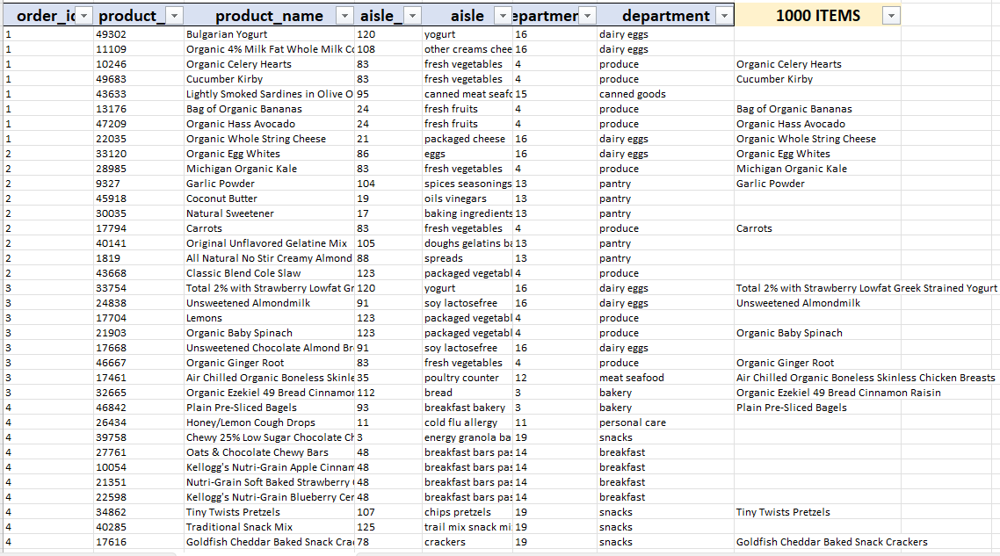 order_id product_ product_name aisle_ aisle epartmen department 1000 ITEMS
1 49302 Bulgarian Yogurt 120 yogurt 16 dairy eggs
1 11109 Organic 4% Milk Fat Whole Milk Co 108 other creams chee 16 dairy eggs
1 10246 Organic Celery Hearts 83 fresh vegetables 4 produce Organic Celery Hearts
1 49683 Cucumber Kirby 83 fresh vegetables 4 produce Cucumber Kirby
1 43633 Lightly Smoked Sardines in Olive O 95 canned meat seafo 15 canned goods
1 13176 Bag of Organic Bananas 24 fresh fruits 4 produce Bag of Organic Bananas
1 47209 Organic Hass Avocado 24 fresh fruits 4 produce Organic Hass Avocado
1 22035 Organic Whole String Cheese 21 packaged cheese 16 dairy eggs Organic Whole String Cheese
2 33120 Organic Egg Whites 86 eggs 16 dairy eggs Organic Egg Whites
2 28985 Michigan Organic Kale 83 fresh vegetables 4 produce Michigan Organic Kale
2 9327 Garlic Powder 104 spices seasonings 13 pantry Garlic Powder
2 45918 Coconut Butter 19 oils vinegars 13 pantry
2 30035 Natural Sweetener 17 baking ingredients 13 pantry
2 17794 Carrots 83 fresh vegetables 4 produce Carrots
2 40141 Original Unflavored Gelatine Mix 105 doughs gelatins ba 13 pantry
2 1819 All Natural No Stir Creamy Almond 88 spreads 13 pantry
2 43668 Classic Blend Cole Slaw 123 packaged vegetabl 4 produce
3 33754 Total 2% with Strawberry Lowfat Gr 120 yogurt 16 dairy eggs Total 2% with Strawberry Lowfat Greek Strained Yogurt
3 24838 Unsweetened Almondmilk 91 soy lactosefree 16 dairy eggs Unsweetened Almondmilk
3 17704 Lemons 123 packaged vegetabl 4 produce
3 21903 Organic Baby Spinach 123 packaged vegetabl 4 produce Organic Baby Spinach
3 17668 Unsweetened Chocolate Almond Br 91 soy lactosefree 16 dairy eggs
3 46667 Organic Ginger Root 83 fresh vegetables 4 produce Organic Ginger Root
3 17461 Air Chilled Organic Boneless Skinle 35 poultry counter 12 meat seafood Air Chilled Organic Boneless Skinless Chicken Breasts
3 32665 Organic Ezekiel 49 Bread Cinnamon 112 bread 3 bakery Organic Ezekiel 49 Bread Cinnamon Raisin
4 46842 Plain Pre-Sliced Bagels 93 breakfast bakery 3 bakery Plain Pre-Sliced Bagels
4 26434 Honey/Lemon Cough Drops 11 cold flu allergy 11 personal care
4 39758 Chewy 25% Low Sugar Chocolate Ch 3 energy granola ba 19 snacks
4 27761 Oats & Chocolate Chewy Bars 48 breakfast bars pas 14 breakfast
4 10054 Kellogg's Nutri-Grain Apple Cinnam 48 breakfast bars pas 14 breakfast
4 21351 Nutri-Grain Soft Baked Strawberry 48 breakfast bars pas 14 breakfast
4 22598 Kellogg's Nutri-Grain Blueberry Cer 48 breakfast bars pas 14 breakfast
4 34862 Tiny Twists Pretzels 107 chips pretzels 19 snacks Tiny Twists Pretzels
4 40285 Traditional Snack Mix 125 trail mix snack mi 19 snacks
4 17616 Goldfish Cheddar Baked Snack Crac 78 crackers 19 snacks Goldfish Cheddar Baked Snack Crackers